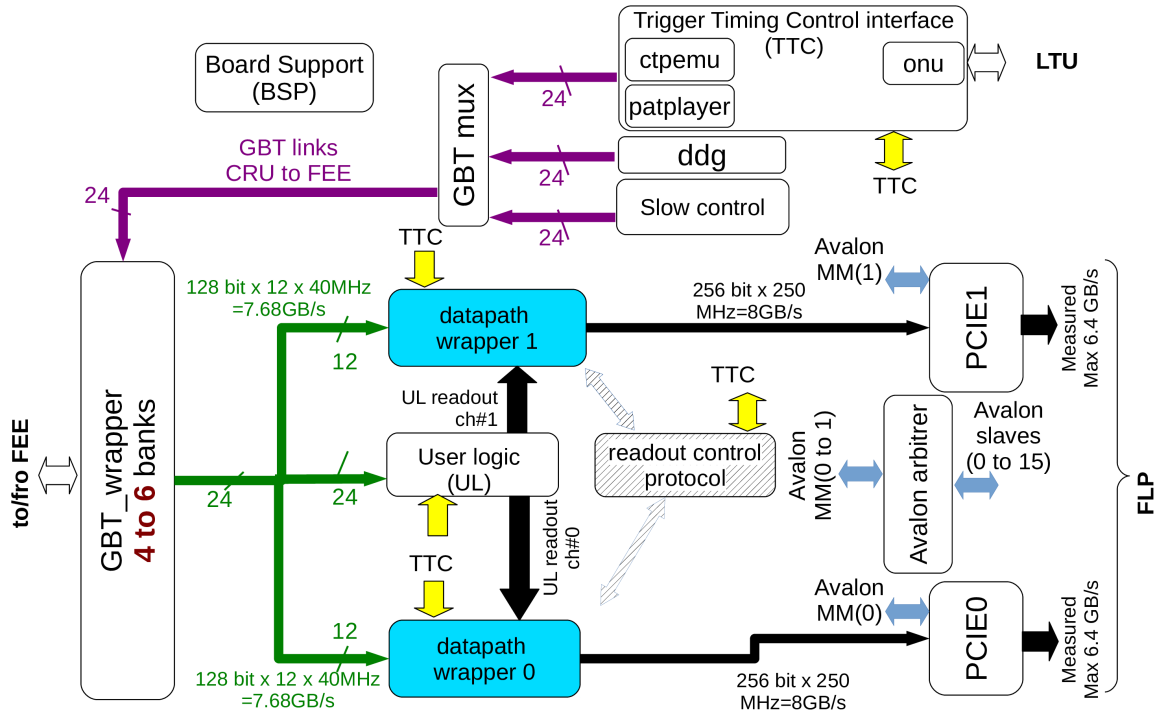 Trigger Timing Control interface
(TTC)
ctpemu
onu
patplayer
LTU
Board Support
(BSP)
GBT mux
24
24
24
ddg
Slow control
TTC
GBT links
CRU to FEE
24
TTC
Avalon
MM(1)
128 bit x 12 x 40MHz
=7.68GB/s
12
datapath
wrapper 1
256 bit x 250
MHz=8GB/s
PCIE1
Measured
Max 6.4 GB/s
to/fro FEE
GBT_wrapper
4 to 6 banks
24
24
UL readout
ch#1
User logic
(UL)
TTC
readout control
protocol
Avalon
MM(0 to 1)
Avalon arbitrer
Avalon
slaves
(0 to 15)
FLP
UL readout
ch#0
TTC
12
128 bit x 12 x 40MHz
=7.68GB/s
datapath
wrapper 0
256 bit x 250
MHz=8GB/s
Avalon
MM(0)
PCIE0
Measured
Max 6.4 GB/s